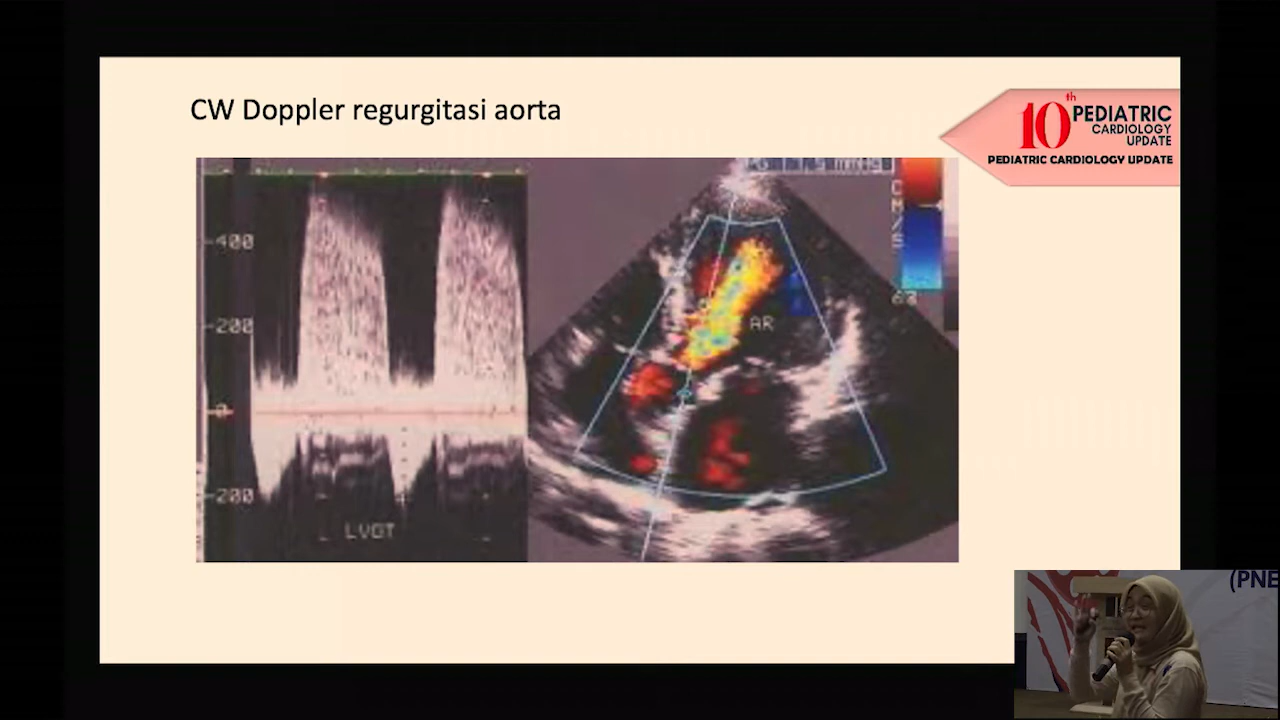 CW Doppler regurgitasi aorta
10th
PEDIATRIC
CARDIOLOGY
UPDATE
PEDIATRIC CARDIOLOGY UPDATE
CM/S
60
400
200
0
200
AR
LVOT
(PNE